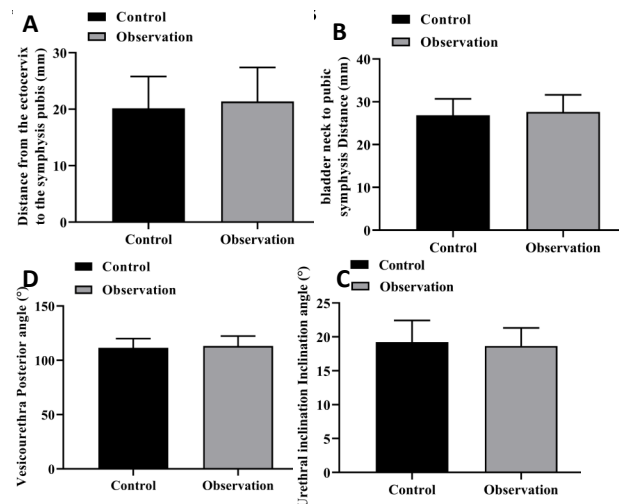 A
Control
Observation
Distance from the ectocervix
to the symphysis pubis (mm)
30
20
10
0
Control
Observation
B
Control
Observation
bladder neck to pubic
symphysis Distance (mm)
40
30
20
10
0
Control
Observation
D
Control
Observation
Vesicourethra Posterior angle (°)
150
100
50
0
Control
Observation
C
Control
Observation
Urethral inclination Inclination angle (°)
25
20
15
10
5
0
Control
Observation